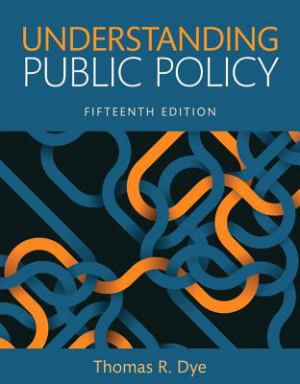 UNDERSTANDING
PUBLIC POLICY
FIFTEENTH EDITION
Thomas R. Dye